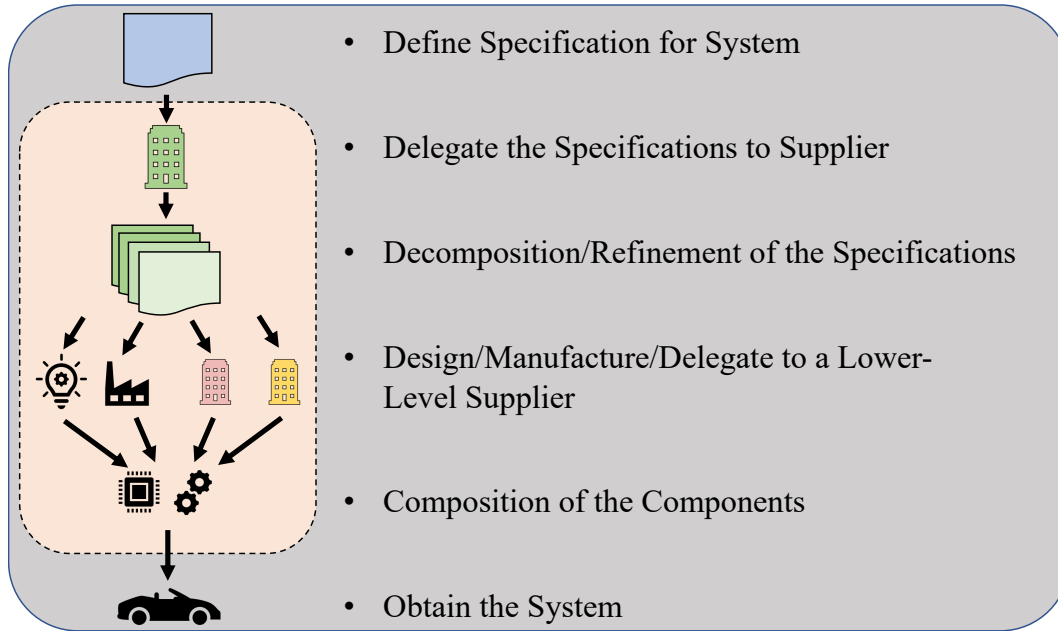 • Define Specification for System
• Delegate the Specifications to Supplier
• Decomposition/Refinement of the Specifications
• Design/Manufacture/Delegate to a Lower-
Level Supplier
• Composition of the Components
• Obtain the System